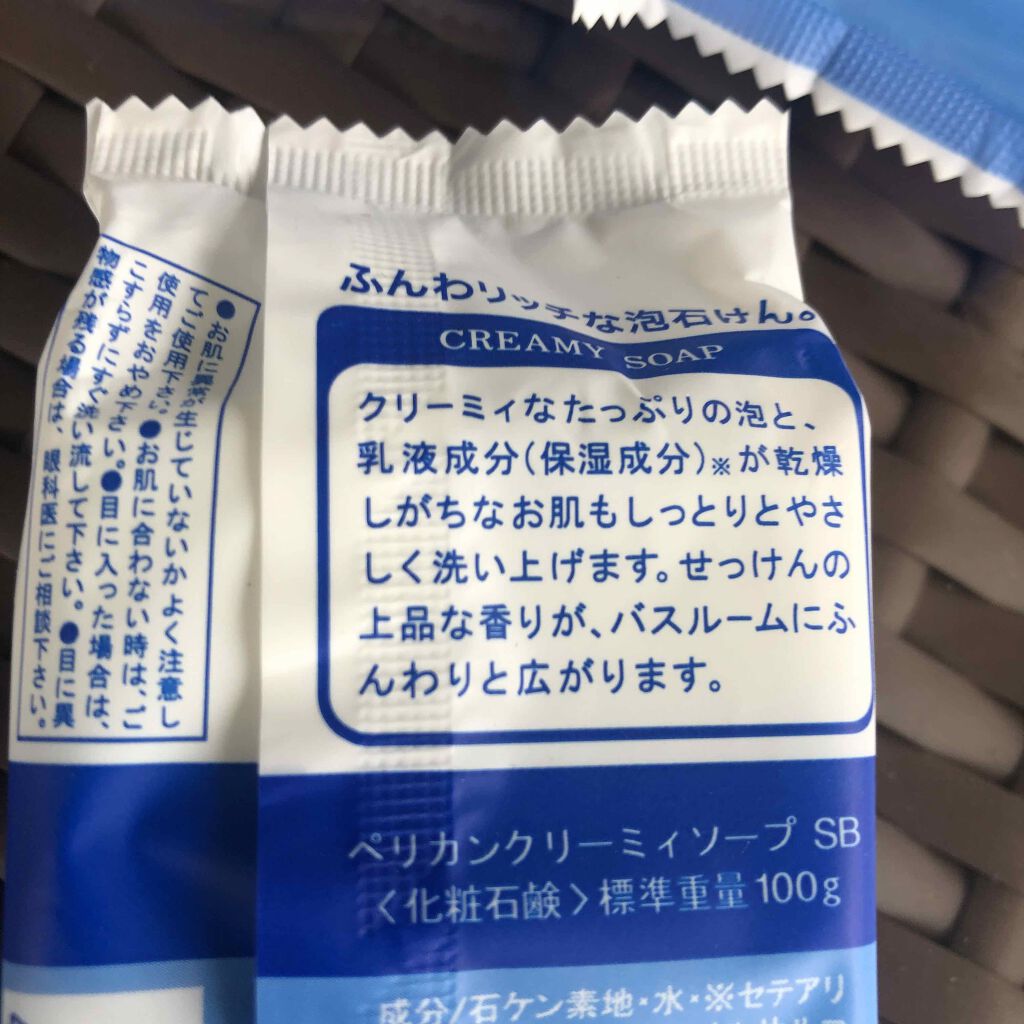 ふんわリッチな泡石けん。
CREAMY SOAP
クリーミィなたっぷりの泡と、
乳液成分(保湿成分)※が乾燥
しがちなお肌もしっとりとやさ
しく洗い上げます。せっけんの
上品な香りが、バスルームにふ
んわりと広がります。
ペリカンクリーミィソープ SB
〈化粧石鹸〉標準重量100g
成分/石ケン素地・水・※セテアリ
●お肌に異常が生じていないかよく注意し
てご使用下さい。●お肌に合わない時は、ご
使用をおやめ下さい。●目に入った場合は、
こすらずにすぐ洗い流して下さい。●目に異
物感が残る場合は、眼科医にご相談下さい。